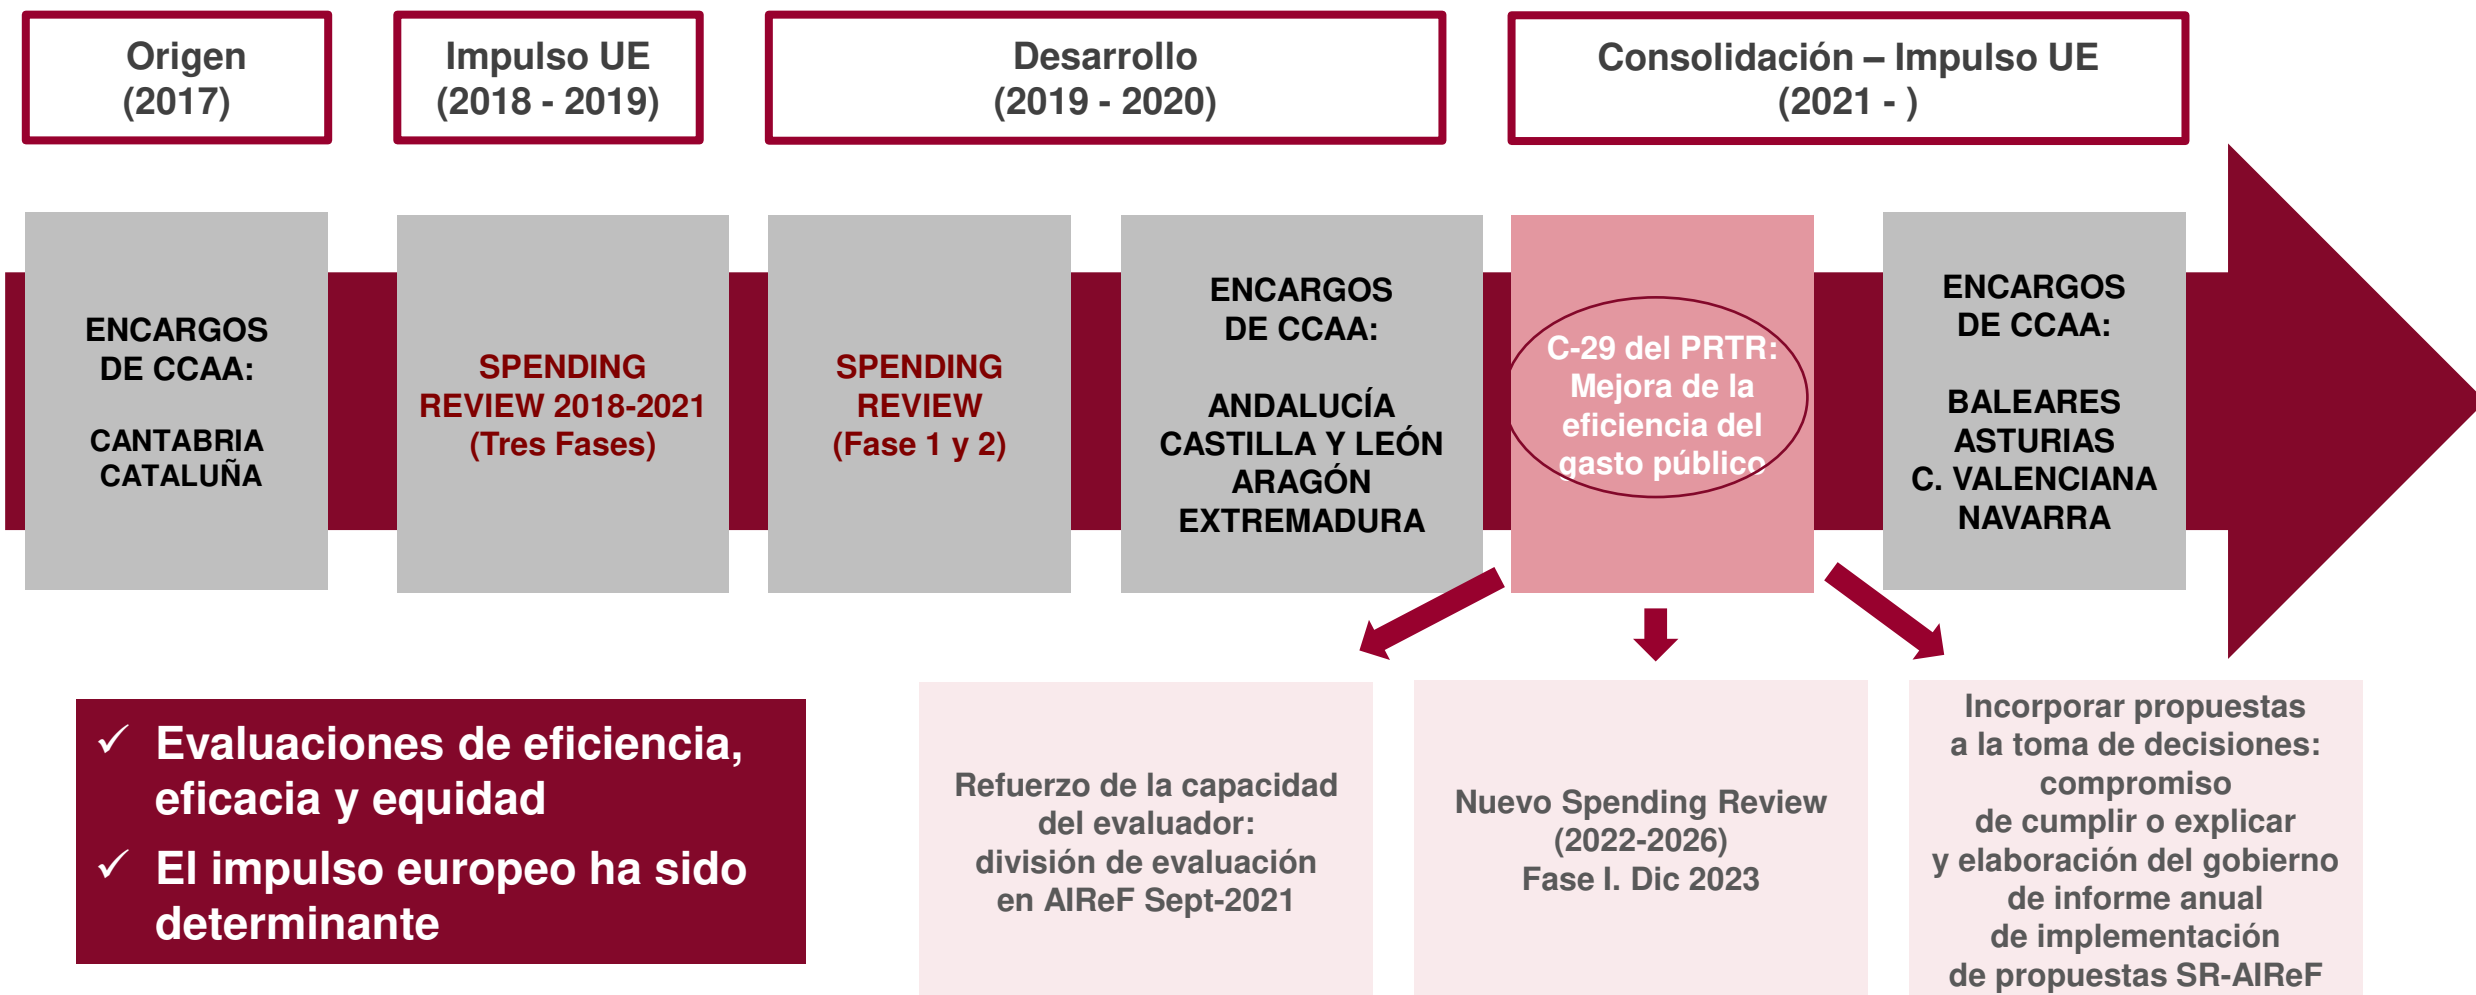 Origen
(2017)
Impulso UE
(2018 - 2019)
Desarrollo
(2019 - 2020)
Consolidación – Impulso UE
(2021 - )
ENCARGOS
DE CCAA:
CANTABRIA
CATALUÑA
SPENDING
REVIEW 2018-2021
(Tres Fases)
SPENDING
REVIEW
(Fase 1 y 2)
ENCARGOS
DE CCAA:
ANDALUCÍA
CASTILLA Y LEÓN
ARAGÓN
EXTREMADURA
C-29 del PRTR:
Mejora de la
eficiencia del
gasto público
ENCARGOS
DE CCAA:
BALEARES
ASTURIAS
C. VALENCIANA
NAVARRA
✓ Evaluaciones de eficiencia,
eficacia y equidad
✓ El impulso europeo ha sido
determinante
Refuerzo de la capacidad
del evaluador:
división de evaluación
en AIReF Sept-2021
Nuevo Spending Review
(2022-2026)
Fase I. Dic 2023
Incorporar propuestas
a la toma de decisiones:
compromiso
de cumplir o explicar
y elaboración del gobierno
de informe anual
de implementación
de propuestas SR-AIReF